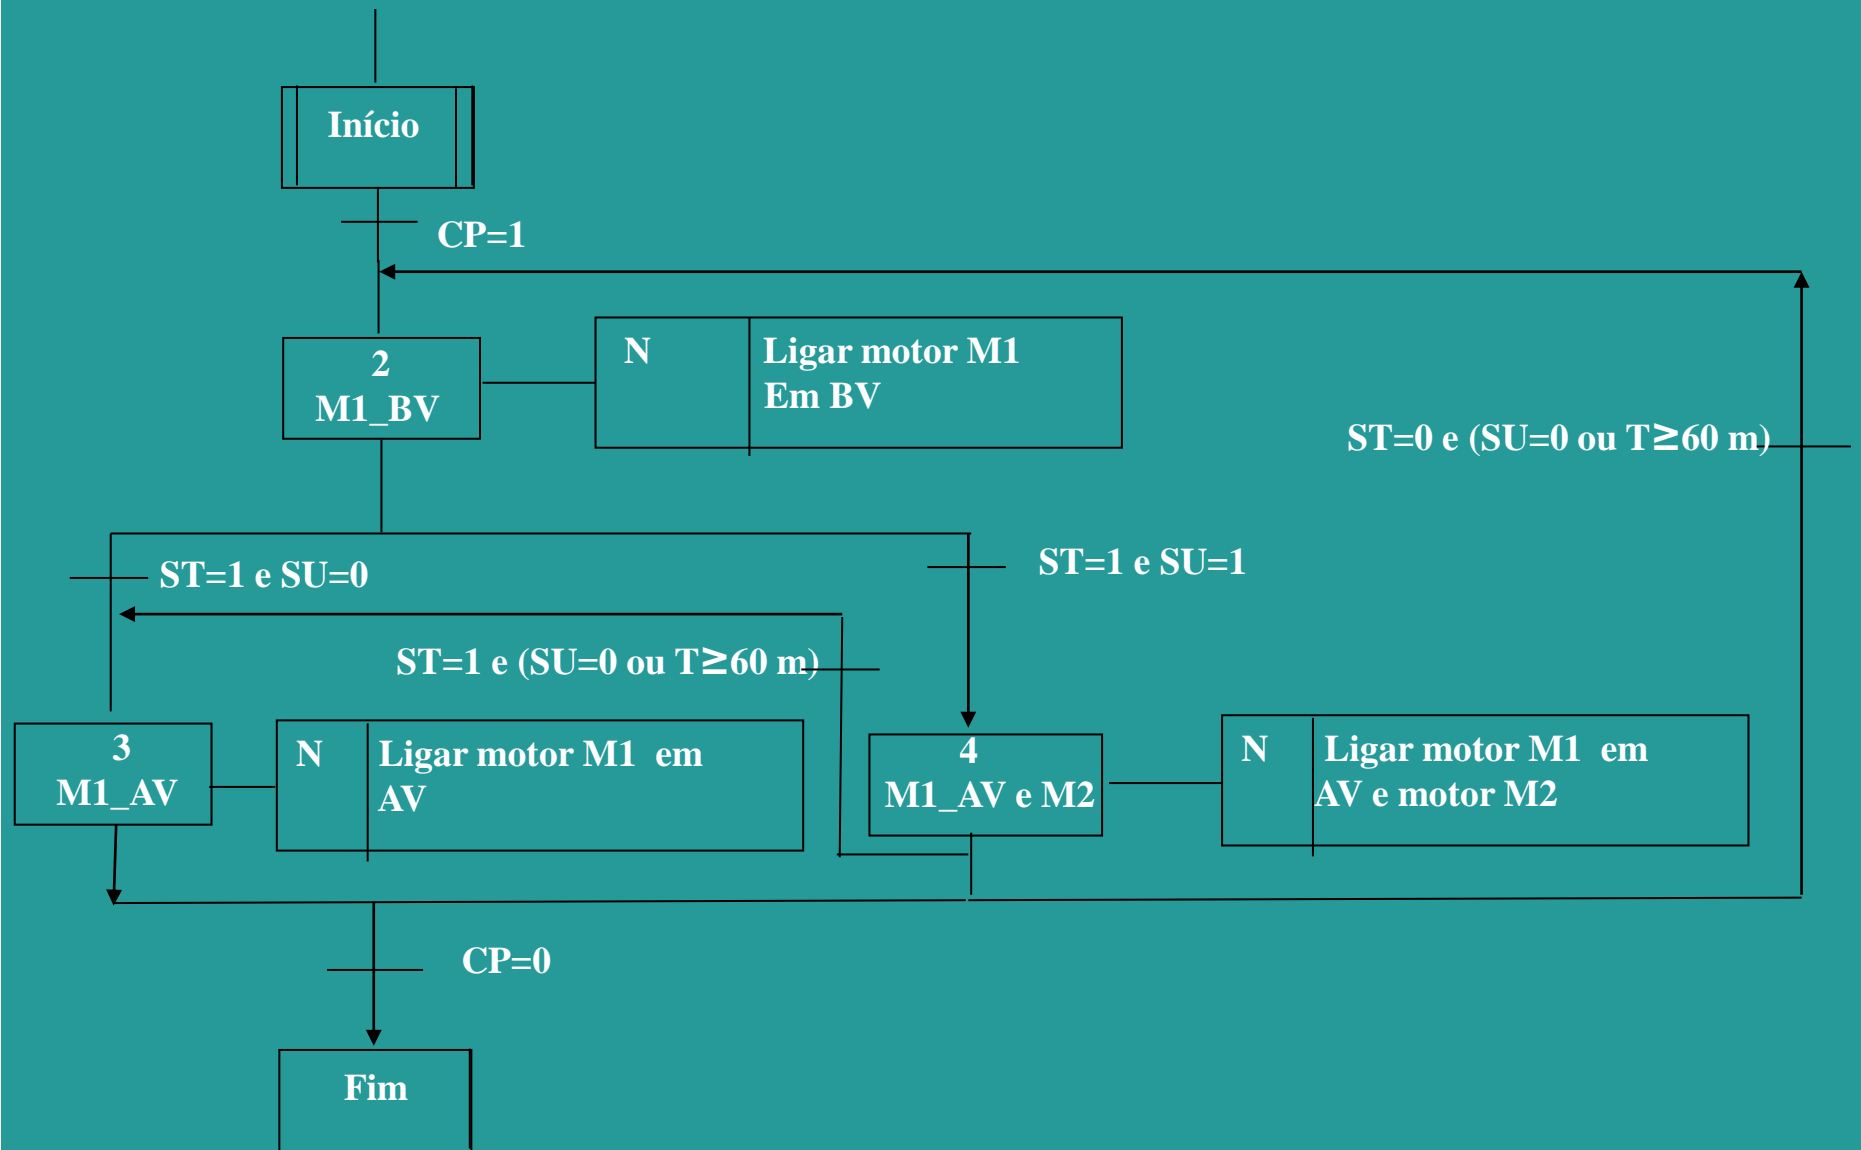 Início
CP=1
2
M1_BV
N
Ligar motor M1
Em BV
ST=0 e (SU=0 ou T≥60 m)
ST=1 e SU=0
ST=1 e SU=1
ST=1 e (SU=0 ou T≥60 m)
3
M1_AV
N
Ligar motor M1 em
AV
4
M1_AV e M2
N
Ligar motor M1 em
AV e motor M2
CP=0
Fim